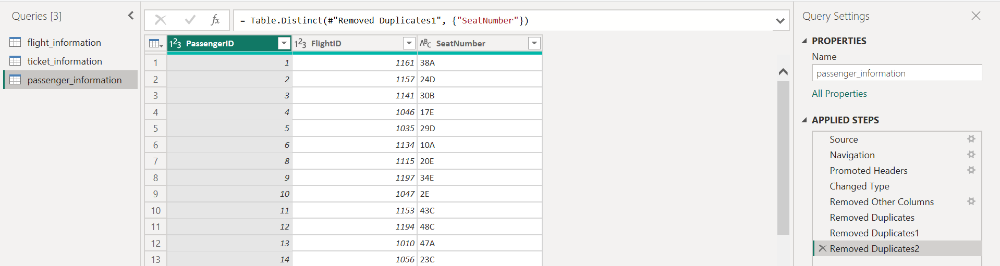 Queries [3]
flight_information
ticket_information
passenger_information
fx
= Table.Distinct(#"Removed Duplicates1", {"SeatNumber"})
1²3 PassengerID 1²3 FlightID ABC SeatNumber
1 1 1161 38A
2 2 1157 24D
3 3 1141 30B
4 4 1046 17E
5 5 1035 29D
6 6 1134 10A
7 8 1115 20E
8 9 1197 34E
9 10 1047 2E
10 11 1153 43C
11 12 1194 48C
12 13 1010 47A
13 14 1056 23C
Query Settings
PROPERTIES
Name
passenger_information
All Properties
APPLIED STEPS
Source
Navigation
Promoted Headers
Changed Type
Removed Other Columns
Removed Duplicates
Removed Duplicates1
Removed Duplicates2